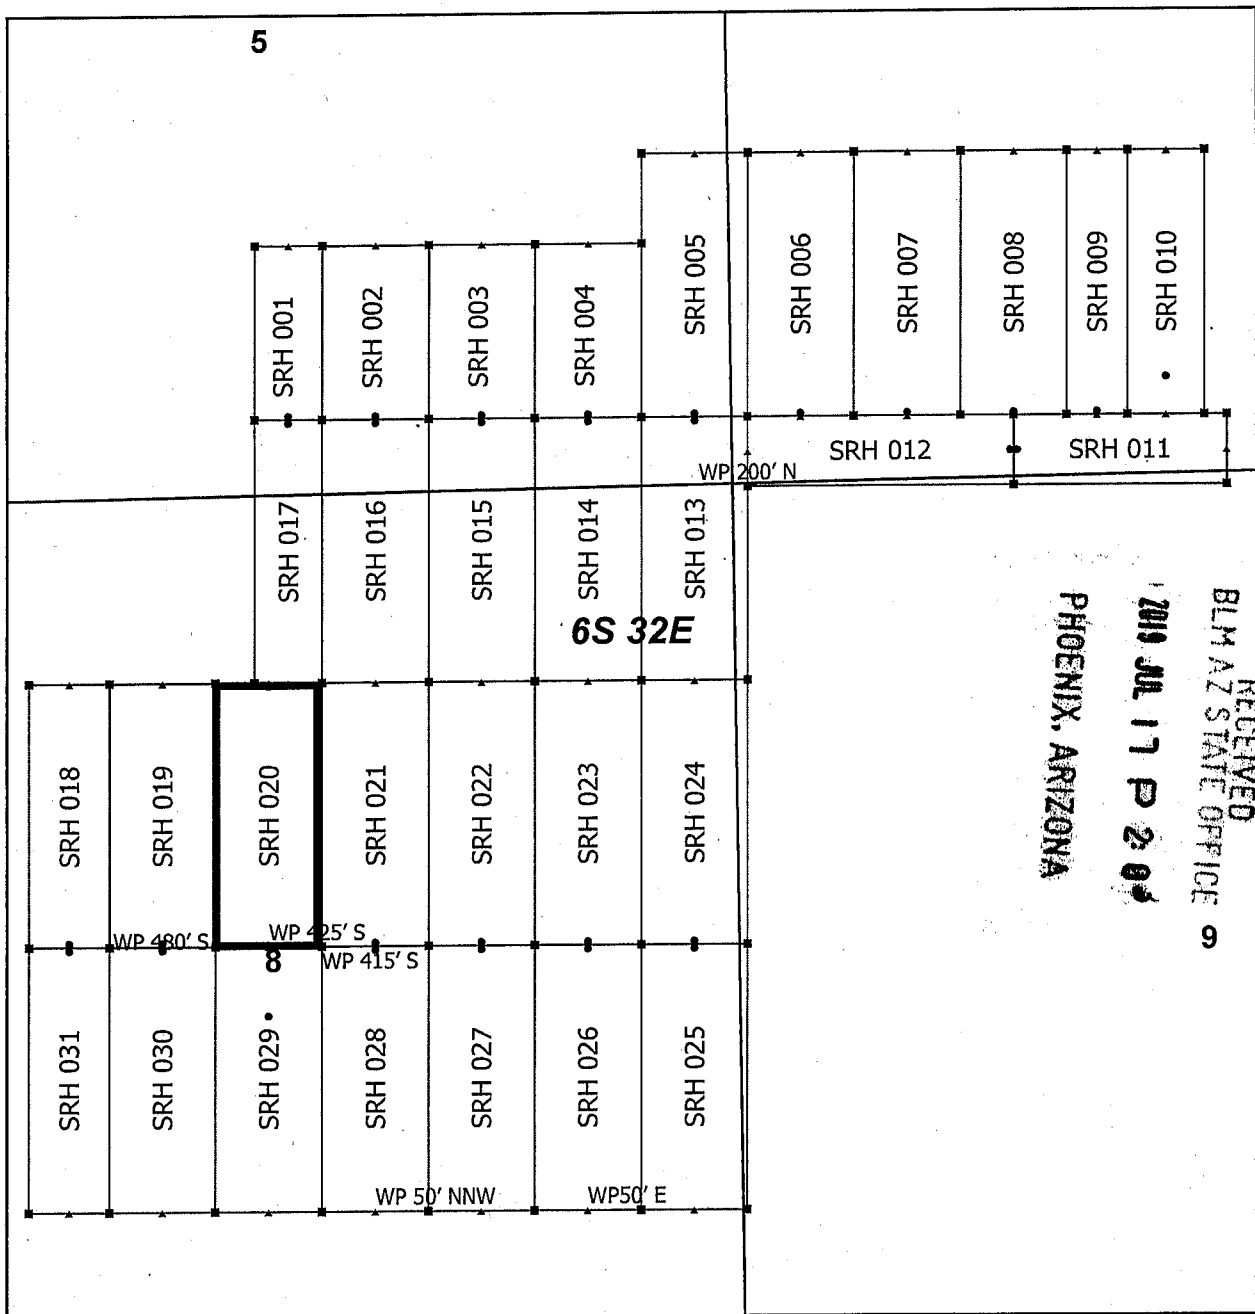 5
SRH 001
SRH 002
SRH 003
SRH 004
SRH 005
SRH 006
SRH 007
SRH 008
SRH 009
SRH 010
SRH 012
SRH 011
WP 200' N
SRH 017
SRH 016
SRH 015
SRH 014
SRH 013
6S 32E
RECEIVED
BLM AZ STATE OFFICE
2019 JUL 17 P 2:
PHOENIX, ARIZONA
SRH 018
SRH 019
SRH 020
SRH 021
SRH 022
SRH 023
SRH 024
9
WP 480' S
WP 425' S
8
WP 415' S
SRH 031
SRH 030
SRH 029
SRH 028
SRH 027
SRH 026
SRH 025
WP 50' NNW
WP50' E